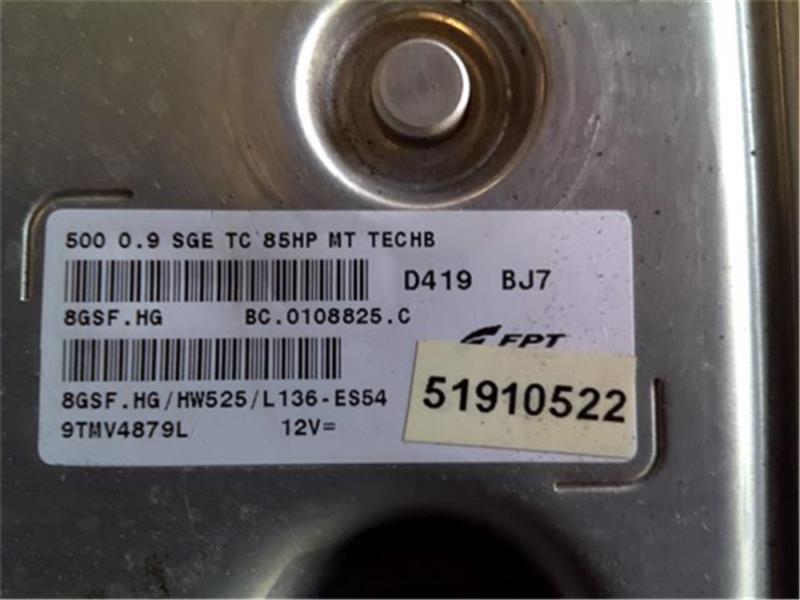 500 0.9 SGE TC 85HP MT TECHB
D419 BJ7
8GSF.HG BC.0108825.C
FPT
8GSF.HG/HW525/L136-ES54
51910522
9TMV4879L 12V=